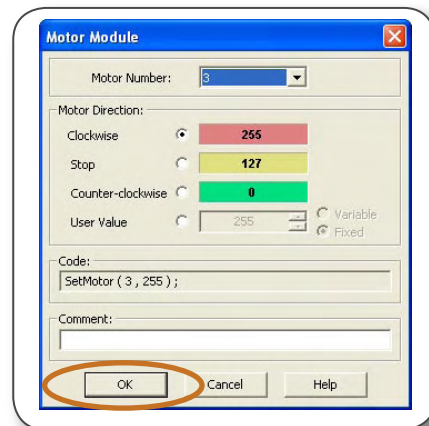 Motor Module
Motor Number: 3
Motor Direction:
Clockwise 255
Stop 127
Counter-clockwise 0
User Value 255 Variable
Fixed
Code:
SetMotor ( 3 , 255 ) ;
Comment:
OK Cancel Help